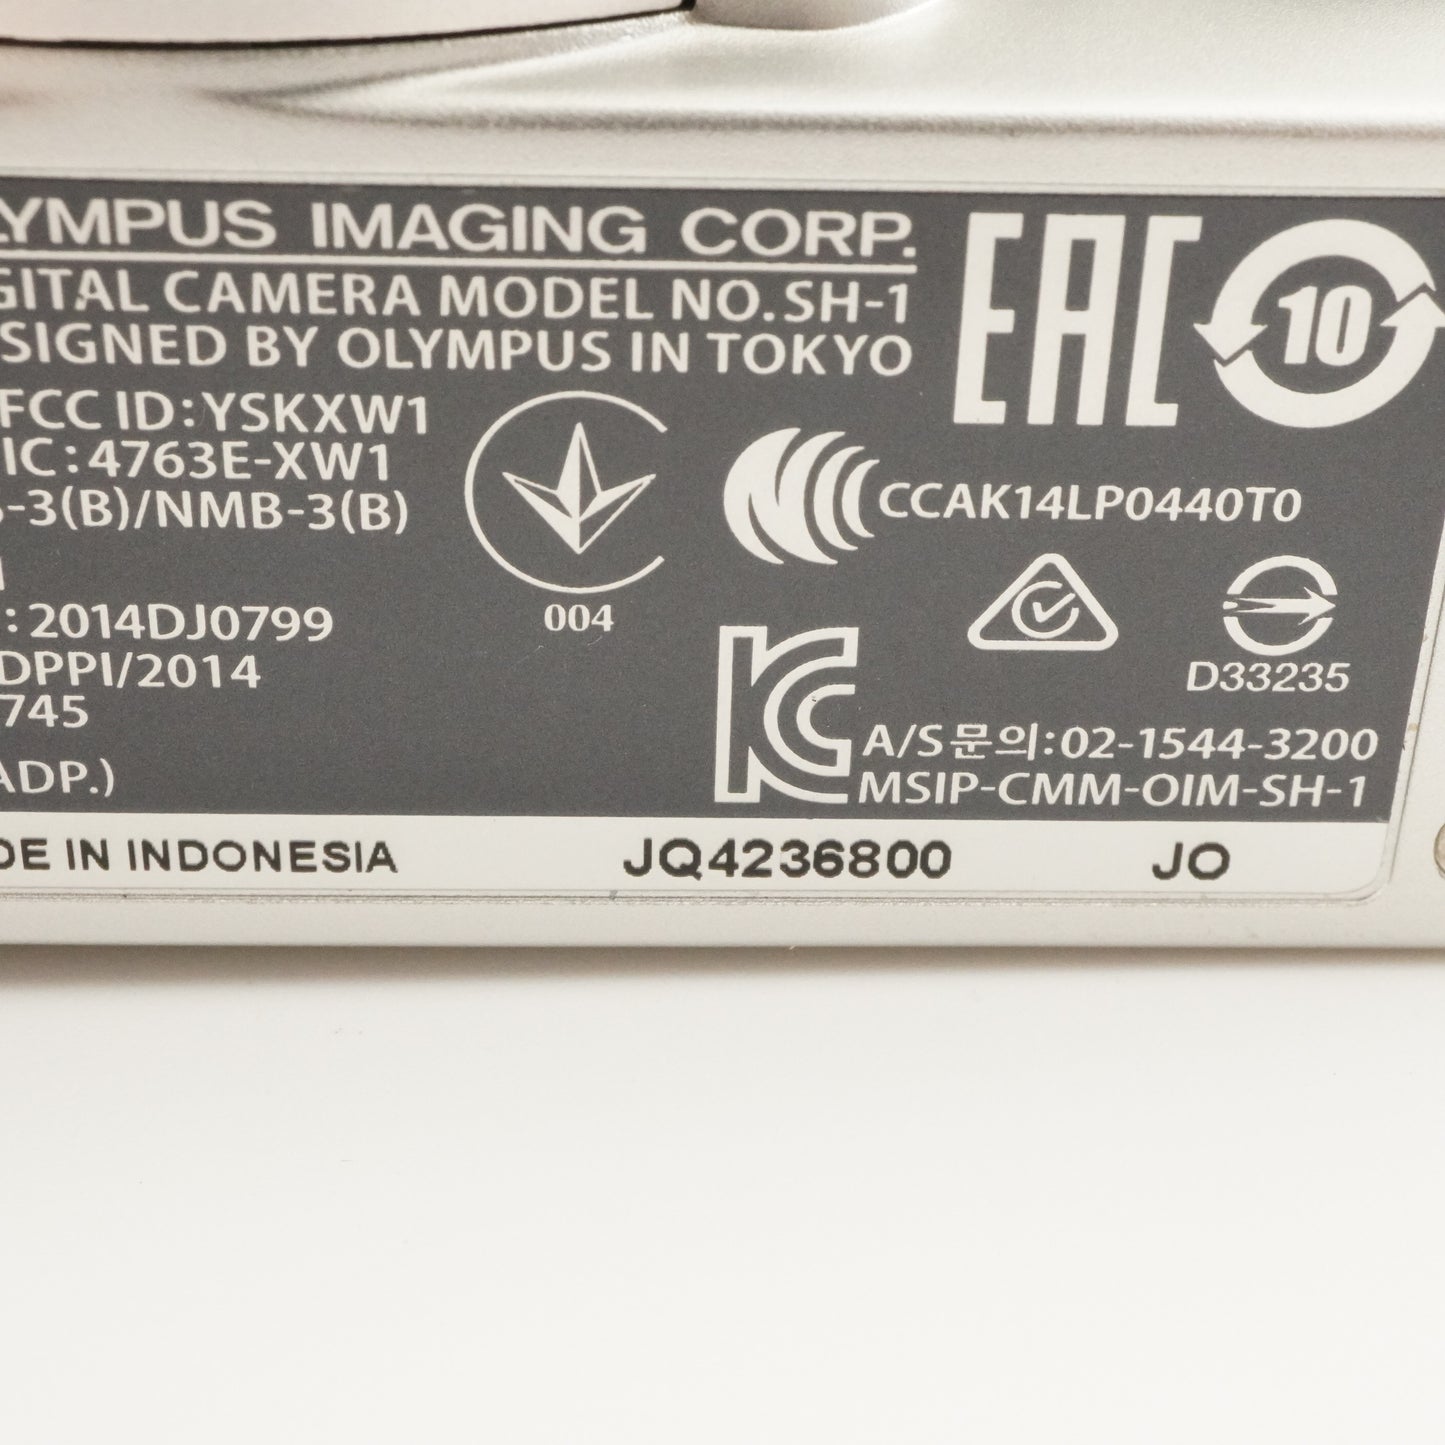 LYMPUS IMAGING CORP.
GITAL CAMERA MODEL NO.SH-1
SIGNED BY OLYMPUS IN TOKYO
EAC
10
FCC ID:YSKXW1
IC:4763E-XW1
-3(B)/NMB-3(B)
004
CCAK14LP0440T0
: 2014DJ0799
DPPI/2014
745
ADP.)
D33235
A/S문의:02-1544-3200
MSIP-CMM-OIM-SH-1
DE IN INDONESIA JQ4236800 JO